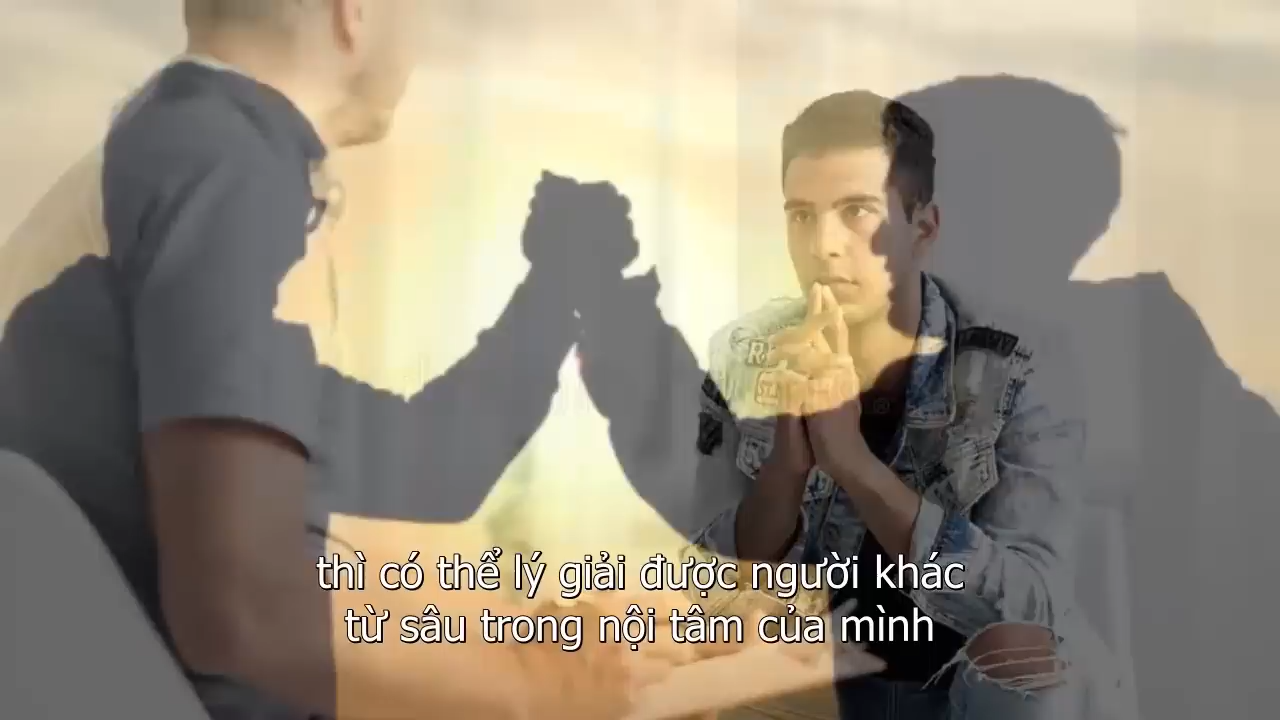 thì có thể lý giải được người khác
từ sâu trong nội tâm của mình